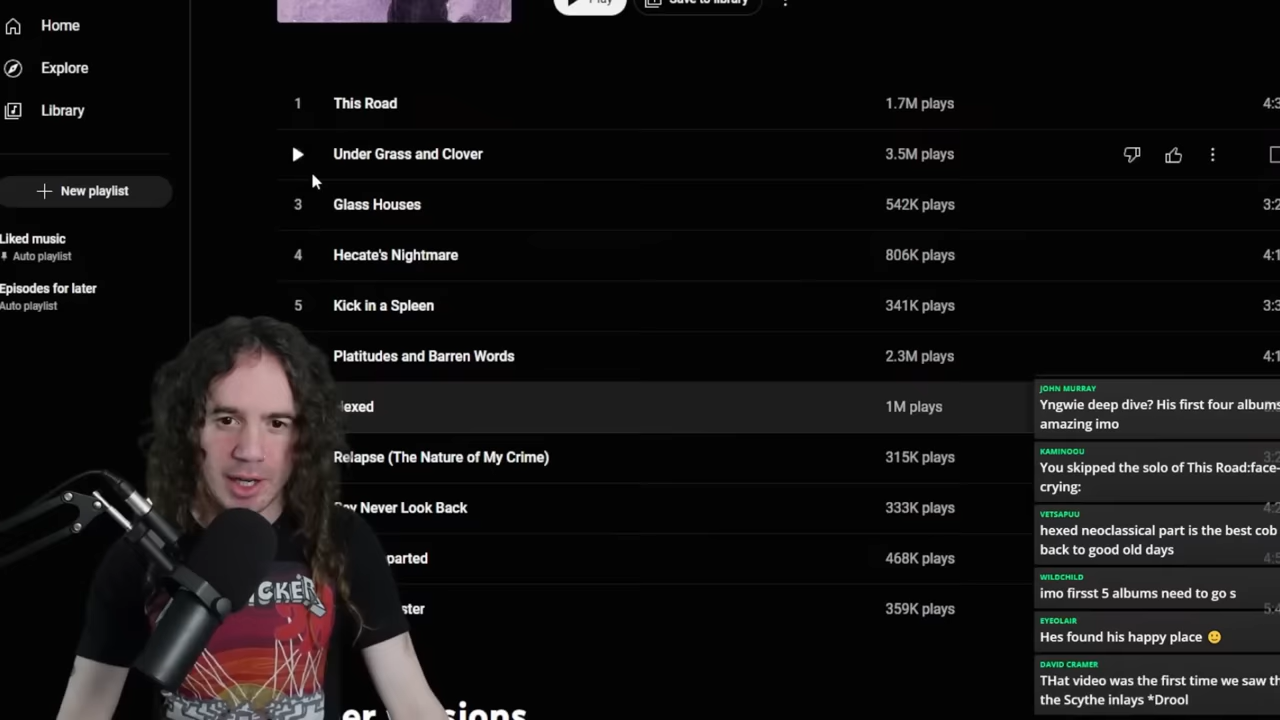 Home
Save to library
Explore
Library
New playlist
Liked music
Auto playlist
Episodes for later
Auto playlist
1 This Road 1.7M plays
Under Grass and Clover 3.5M plays
3 Glass Houses 542K plays
4 Hecate's Nightmare 806K plays
5 Kick in a Spleen 341K plays
Platitudes and Barren Words 2.3M plays
1M plays
Relapse (The Nature of My Crime) 315K plays
Never Look Back 333K plays
468K plays
359K plays
JOHN MURRAY
Yngwie deep dive? His first four albums
amazing imo
KAMINOOU
You skipped the solo of This Road:face-
crying:
VETSAPUU
hexed neoclassical part is the best cob
back to good old days
WILDCHILD
imo firsst 5 albums need to go s
EYEOLAIR
Hes found his happy place 🙂
DAVID CRAMER
THat video was the first time we saw th
the Scythe inlays *Drool